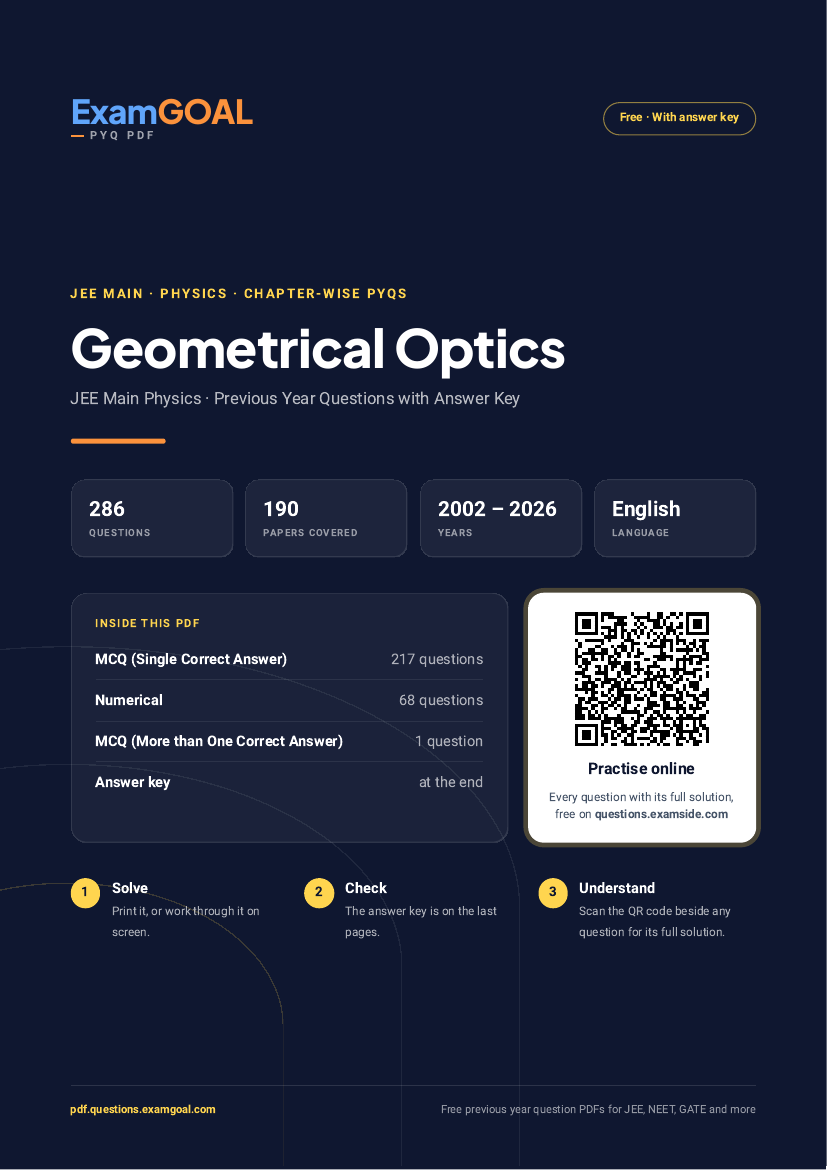 ExamGOAL
PYQ PDF
Free · With answer key
JEE MAIN · PHYSICS · CHAPTER-WISE PYQS
Geometrical Optics
JEE Main Physics · Previous Year Questions with Answer Key
286
QUESTIONS
190
PAPERS COVERED
2002 – 2026
YEARS
English
LANGUAGE
INSIDE THIS PDF
MCQ (Single Correct Answer) 217 questions
Numerical 68 questions
MCQ (More than One Correct Answer) 1 question
Answer key at the end
Practise online
Every question with its full solution,
free on questions.examside.com
1 Solve
Print it, or work through it on
screen.
2 Check
The answer key is on the last
pages.
3 Understand
Scan the QR code beside any
question for its full solution.
pdf.questions.examgoal.com
Free previous year question PDFs for JEE, NEET, GATE and more